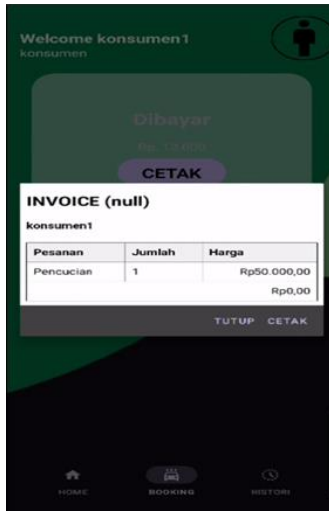 Welcome konsumen1
konsumen
Dibayar
CETAK
INVOICE (null)
konsumen1
Pesanan Jumlah Harga
Pencucian 1 Rp50.000,00
Rp0,00
TUTUP CETAK
HOME BOOKING HISTORI